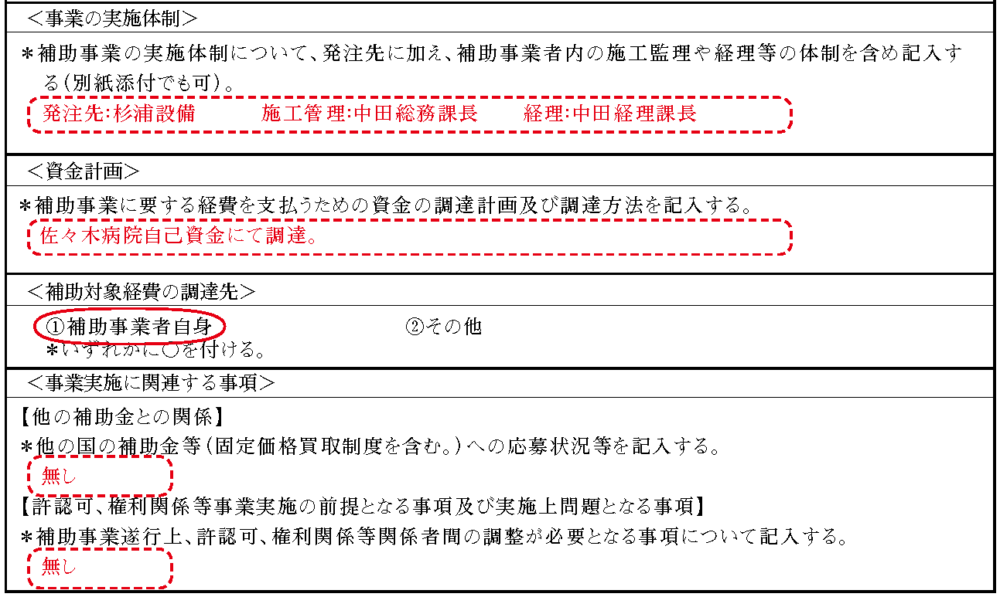 ＜事業の実施体制＞
＊補助事業の実施体制について、発注先に加え、補助事業者内の施工監理や経理等の体制を含め記入す
る（別紙添付でも可）。
発注先：杉浦設備　施工管理：中田総務課長　経理：中田経理課長
＜資金計画＞
＊補助事業に要する経費を支払うための資金の調達計画及び調達方法を記入する。
佐々木病院自己資金にて調達。
＜補助対象経費の調達先＞
①補助事業者自身　②その他
＊いずれかに〇を付ける。
＜事業実施に関連する事項＞
【他の補助金との関係】
＊他の国の補助金等（固定価格買取制度を含む。）への応募状況等を記入する。
無し
【許認可、権利関係等事業実施の前提となる事項及び実施上問題となる事項】
＊補助事業遂行上、許認可、権利関係等関係者間の調整が必要となる事項について記入する。
無し